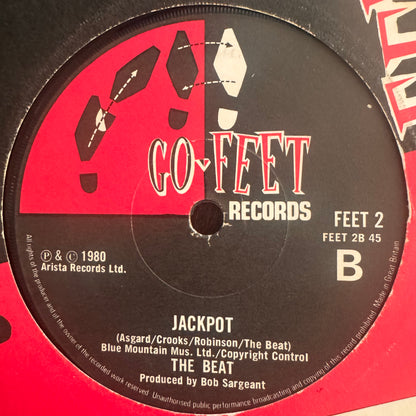 GO FEET
RECORDS
FEET 2
FEET 2B 45
B
Ⓟ & © 1980
Arista Records Ltd.
JACKPOT
(Asgard/Crooks/Robinson/The Beat)
Blue Mountain Mus. Ltd./Copyright Control
THE BEAT
Produced by Bob Sargeant
All rights of the producer and of the owner of the recorded work reserved. Unauthorised public performance broadcasting and copying of this record prohibited. Made in Great Britain